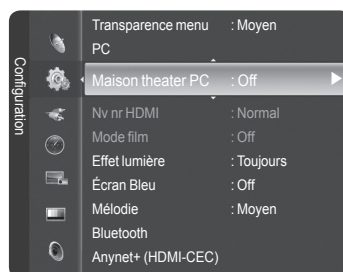 Configuration
Transparence menu : Moyen
PC
Maison theater PC : Off
Nv nr HDMI : Normal
Mode film : Off
Effet lumière : Toujours
Écran Bleu : Off
Mélodie : Moyen
Bluetooth
Anynet+ (HDMI-CEC)